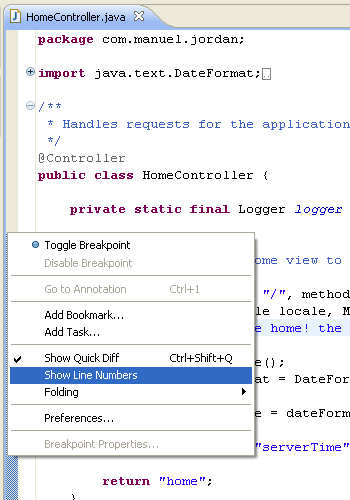 HomeController.java
package com.manuel.jordan;
import java.text.DateFormat;
/**
* Handles requests for the application
*/
@Controller
public class HomeController {
private static final Logger logger
Toggle Breakpoint
Disable Breakpoint
Go to Annotation Ctrl+1
Add Bookmark...
Add Task...
Show Quick Diff Ctrl+Shift+Q
Show Line Numbers
Folding
Preferences...
Breakpoint Properties...
ome view to
"/", method
le locale, M
e home! the
e();
at = DateFor
e = dateForm
"serverTime"
return "home";
}